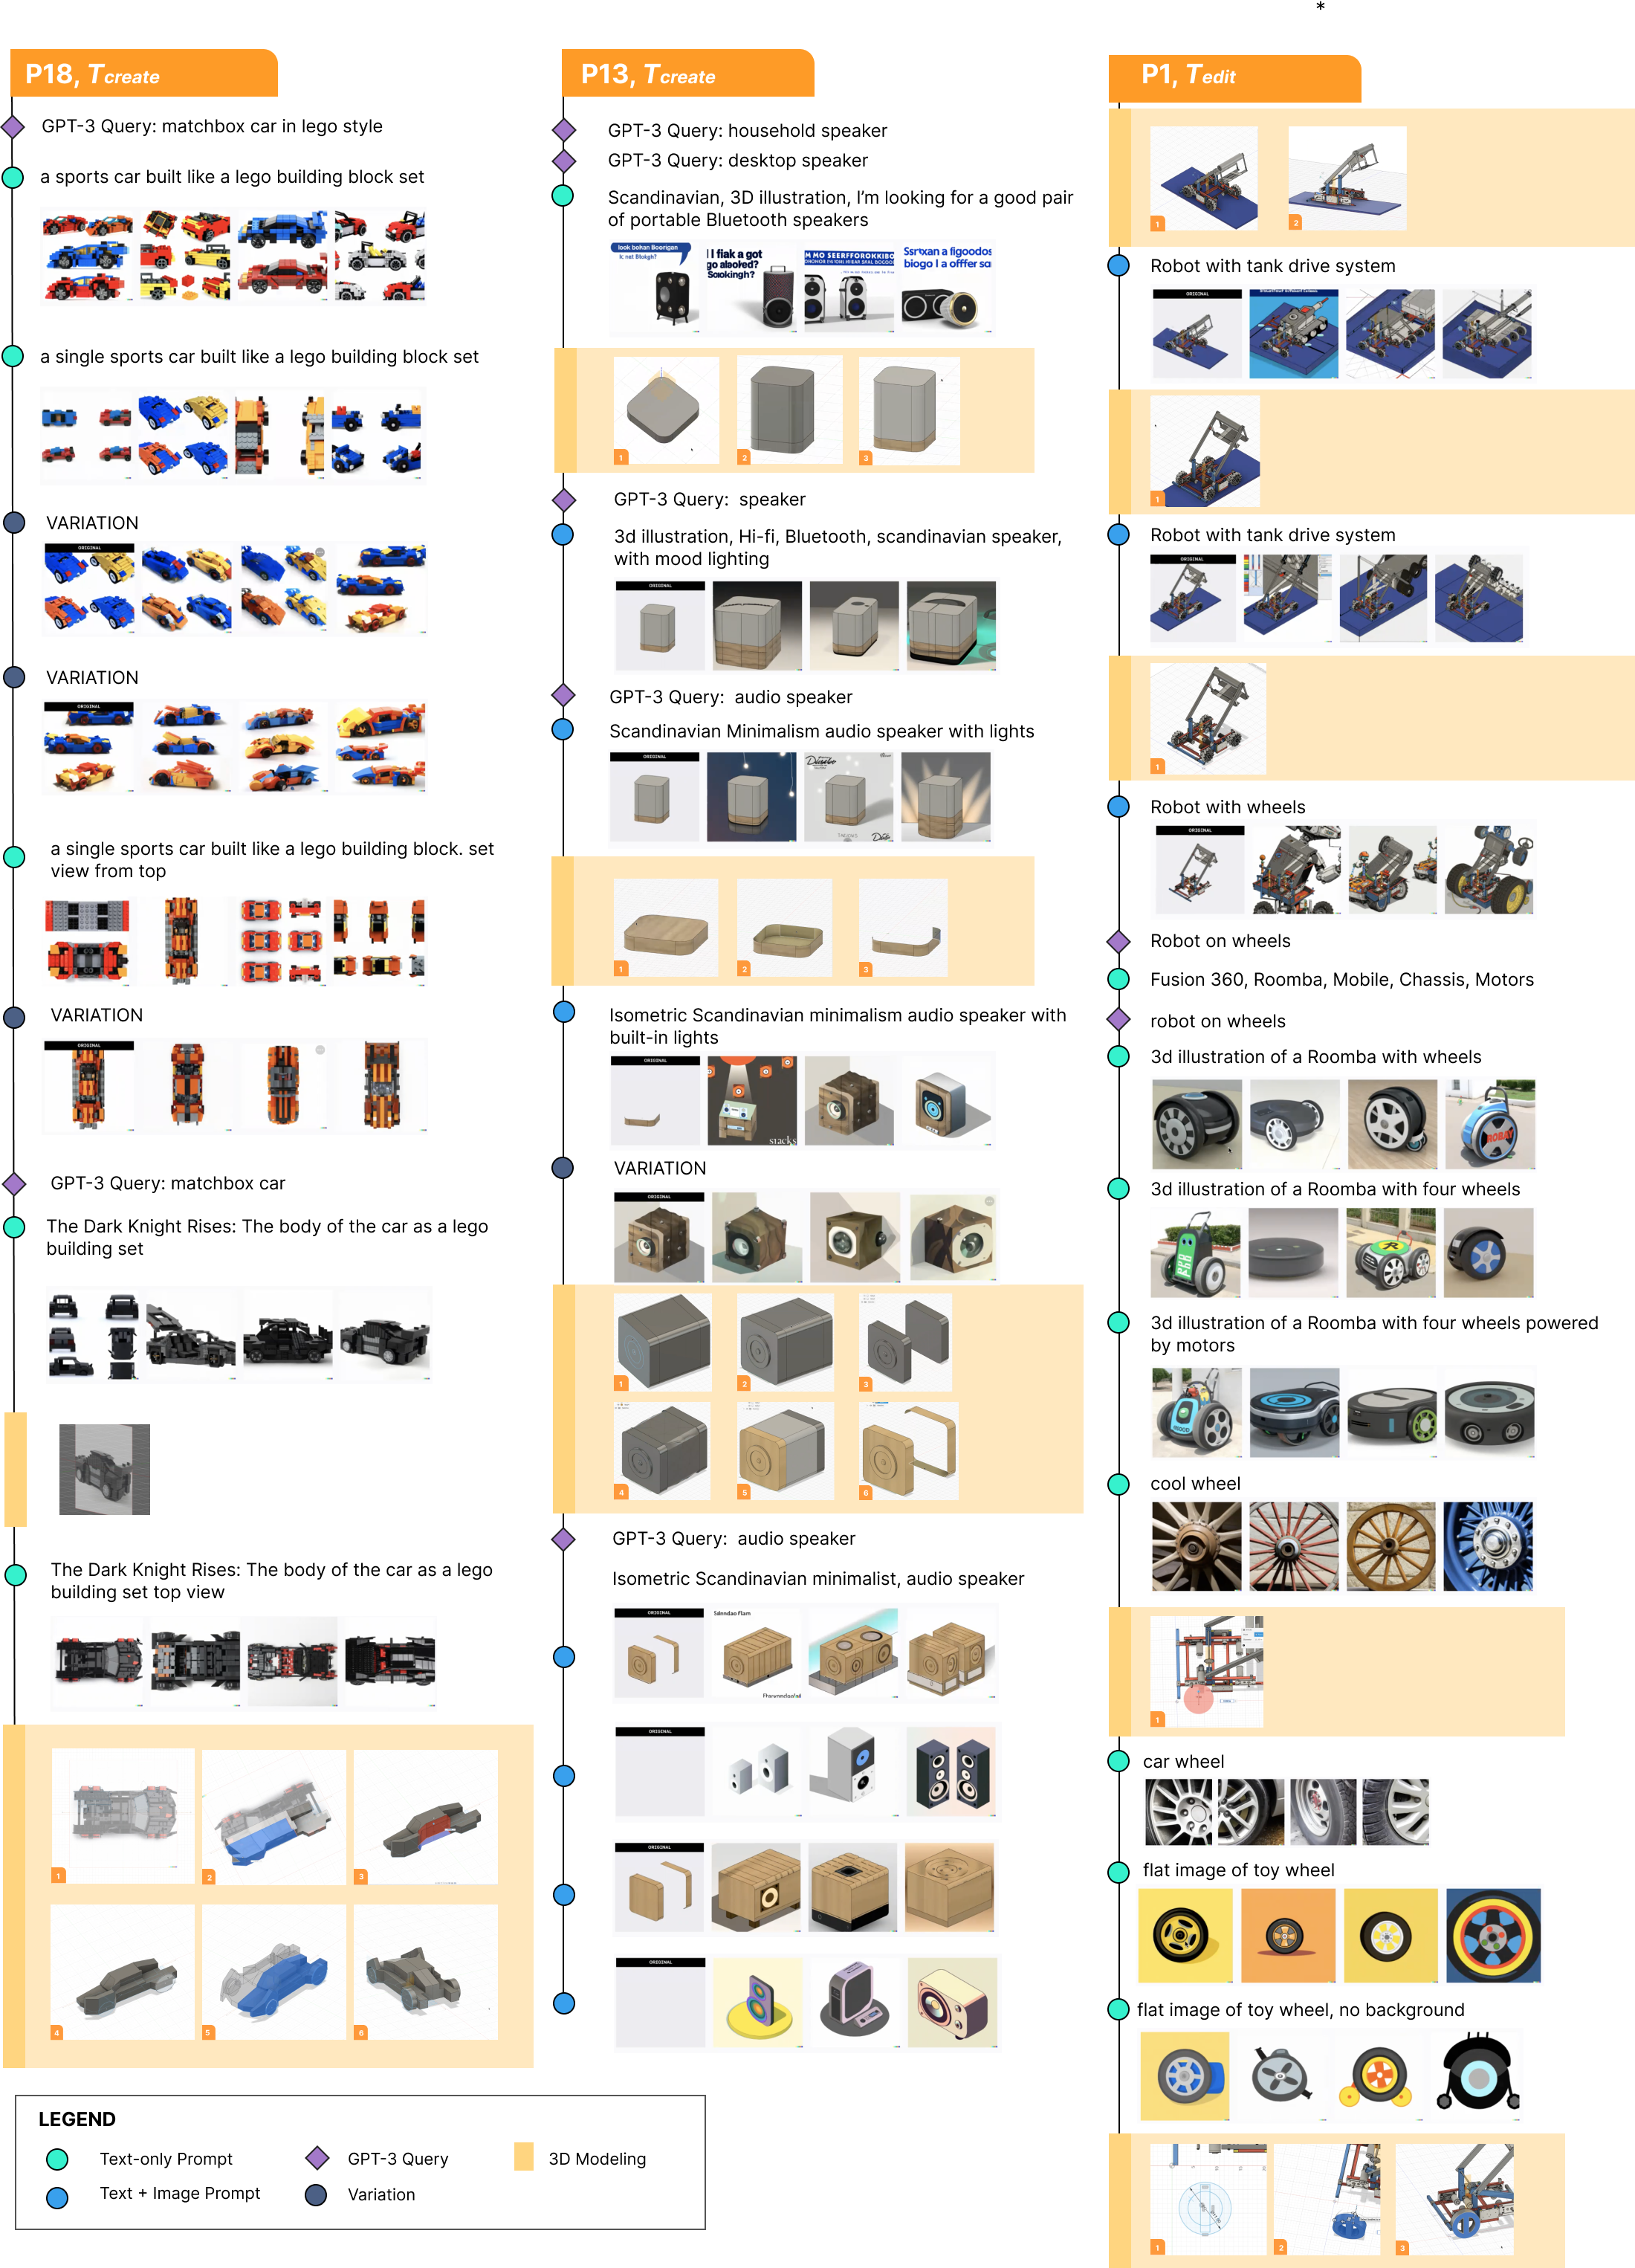 *
P18, Tcreate
GPT-3 Query: matchbox car in lego style
a sports car built like a lego building block set
a single sports car built like a lego building block set
VARIATION
ORIGINAL
VARIATION
ORIGINAL
a single sports car built like a lego building block. set
view from top
VARIATION
ORIGINAL
GPT-3 Query: matchbox car
The Dark Knight Rises: The body of the car as a lego
building set
The Dark Knight Rises: The body of the car as a lego
building set top view
1
2
3
4
5
6
P13, Tcreate
GPT-3 Query: household speaker
GPT-3 Query: desktop speaker
Scandinavian, 3D illustration, I'm looking for a good pair
of portable Bluetooth speakers
1
2
3
GPT-3 Query: speaker
3d illustration, Hi-fi, Bluetooth, scandinavian speaker,
with mood lighting
ORIGINAL
GPT-3 Query: audio speaker
Scandinavian Minimalism audio speaker with lights
ORIGINAL
1
2
3
Isometric Scandinavian minimalism audio speaker with
built-in lights
ORIGINAL
VARIATION
ORIGINAL
1
2
3
4
5
6
GPT-3 Query: audio speaker
Isometric Scandinavian minimalist, audio speaker
ORIGINAL
ORIGINAL
ORIGINAL
ORIGINAL
P1, Tedit
1
2
Robot with tank drive system
ORIGINAL
1
Robot with tank drive system
ORIGINAL
1
Robot with wheels
ORIGINAL
Robot on wheels
Fusion 360, Roomba, Mobile, Chassis, Motors
robot on wheels
3d illustration of a Roomba with wheels
3d illustration of a Roomba with four wheels
3d illustration of a Roomba with four wheels powered
by motors
cool wheel
1
car wheel
flat image of toy wheel
flat image of toy wheel, no background
1
2
3
LEGEND
Text-only Prompt
GPT-3 Query
3D Modeling
Text + Image Prompt
Variation